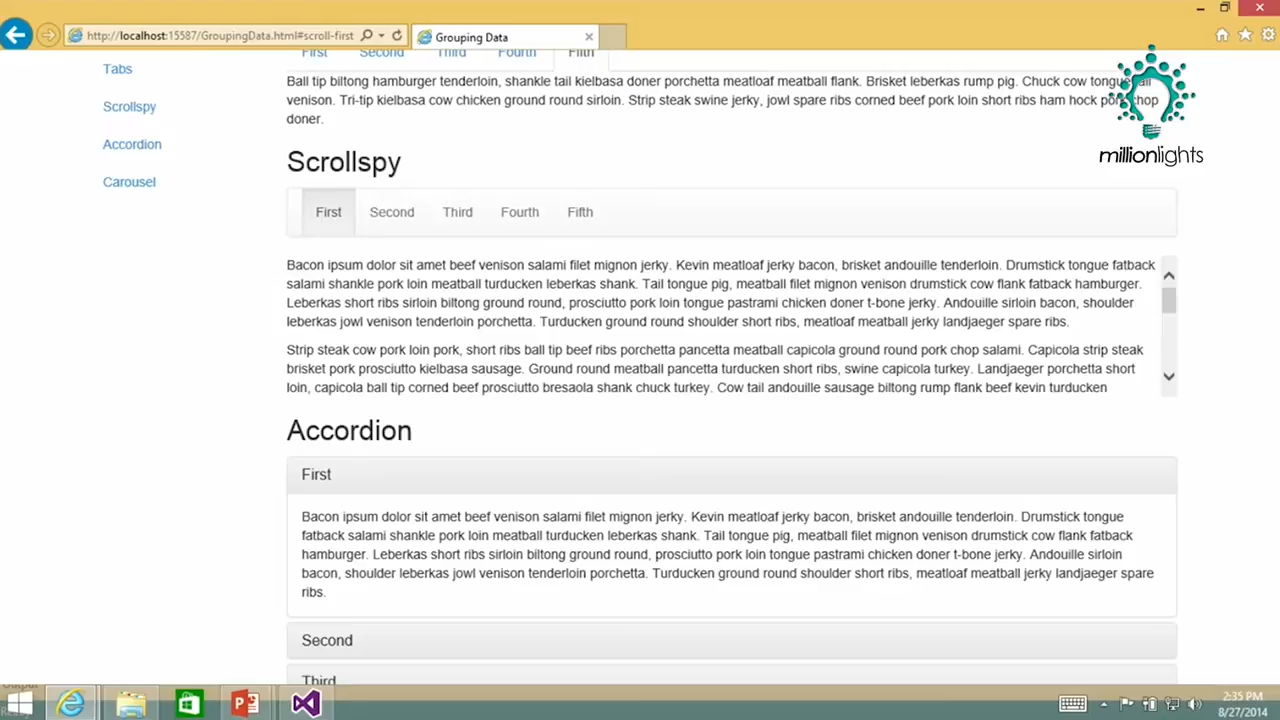 http://localhost:15587/GroupingData.html#scroll-first
Grouping Data
Tabs
Scrollspy
Accordion
Carousel
First Second Third Fourth Fifth
Ball tip biltong hamburger tenderloin, shankle tail kielbasa doner porchetta meatloaf meatball flank. Brisket leberkas rump pig. Chuck cow tongue
venison. Tri-tip kielbasa cow chicken ground round sirloin. Strip steak swine jerky, jowl spare ribs corned beef pork loin short ribs ham hock pork chop
doner.
millionlights
Scrollspy
First Second Third Fourth Fifth
Bacon ipsum dolor sit amet beef venison salami filet mignon jerky. Kevin meatloaf jerky bacon, brisket andouille tenderloin. Drumstick tongue fatback
salami shankle pork loin meatball turducken leberkas shank. Tail tongue pig, meatball filet mignon venison drumstick cow flank fatback hamburger.
Leberkas short ribs sirloin biltong ground round, prosciutto pork loin tongue pastrami chicken doner t-bone jerky. Andouille sirloin bacon, shoulder
leberkas jowl venison tenderloin porchetta. Turducken ground round shoulder short ribs, meatloaf meatball jerky landjaeger spare ribs.
Strip steak cow pork loin pork, short ribs ball tip beef ribs porchetta pancetta meatball capicola ground round pork chop salami. Capicola strip steak
brisket pork prosciutto kielbasa sausage. Ground round meatball pancetta turducken short ribs, swine capicola turkey. Landjaeger porchetta short
loin, capicola ball tip corned beef prosciutto bresaola shank chuck turkey. Cow tail andouille sausage biltong rump flank beef kevin turducken
Accordion
First
Bacon ipsum dolor sit amet beef venison salami filet mignon jerky. Kevin meatloaf jerky bacon, brisket andouille tenderloin. Drumstick tongue
fatback salami shankle pork loin meatball turducken leberkas shank. Tail tongue pig, meatball filet mignon venison drumstick cow flank fatback
hamburger. Leberkas short ribs sirloin biltong ground round, prosciutto pork loin tongue pastrami chicken doner t-bone jerky. Andouille sirloin
bacon, shoulder leberkas jowl venison tenderloin porchetta. Turducken ground round shoulder short ribs, meatloaf meatball jerky landjaeger spare
ribs.
Second
Third
2:35 PM
8/27/2014